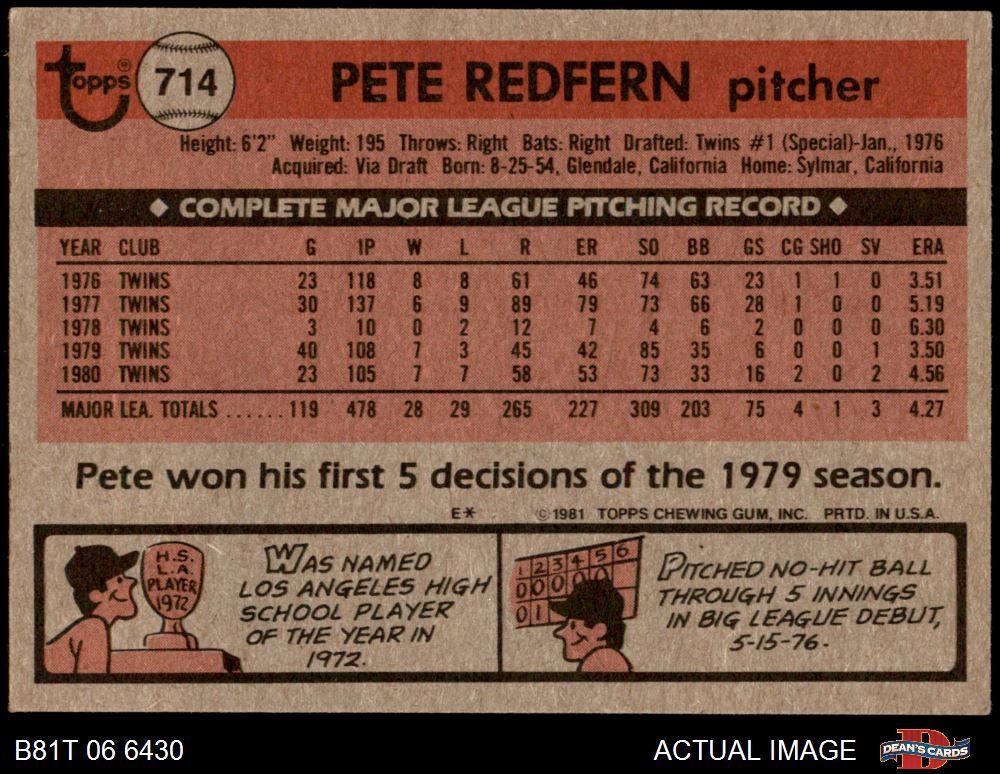 Topps ® 714 PETE REDFERN pitcher
Height: 6'2" Weight: 195 Throws: Right Bats: Right Drafted: Twins #1 (Special)-Jan., 1976
Acquired: Via Draft Born: 8-25-54, Glendale, California Home: Sylmar, California
◆ COMPLETE MAJOR LEAGUE PITCHING RECORD ◆
YEAR CLUB G IP W L R ER SO BB GS CG SHO SV ERA
1976 TWINS 23 118 8 8 61 46 74 63 23 1 1 0 3.51
1977 TWINS 30 137 6 9 89 79 73 66 28 1 0 0 5.19
1978 TWINS 3 10 0 2 12 7 4 6 2 0 0 0 6.30
1979 TWINS 40 108 7 3 45 42 85 35 6 0 0 1 3.50
1980 TWINS 23 105 7 7 58 53 73 33 16 2 0 2 4.56
MAJOR LEA. TOTALS ...... 119 478 28 29 265 227 309 203 75 4 1 3 4.27
Pete won his first 5 decisions of the 1979 season.
E* © 1981 TOPPS CHEWING GUM, INC. PRTD. IN U.S.A.
H.S.
L.A.
PLAYER
1972
WAS NAMED
LOS ANGELES HIGH
SCHOOL PLAYER
OF THE YEAR IN
1972.
1 2 3 4 5 6
0 0 0 0 0
0 1
PITCHED NO-HIT BALL
THROUGH 5 INNINGS
IN BIG LEAGUE DEBUT,
5-15-76.
B81T 06 6430 ACTUAL IMAGE DEAN'S CARDS